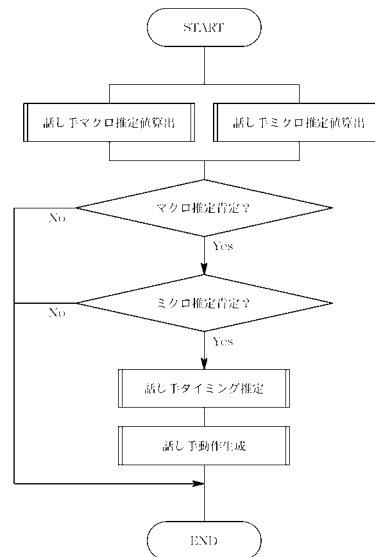 START
話し手マクロ推定値算出
話し手ミクロ推定値算出
マクロ推定肯定?
No
Yes
ミクロ推定肯定?
No
Yes
話し手タイミング推定
話し手動作生成
END